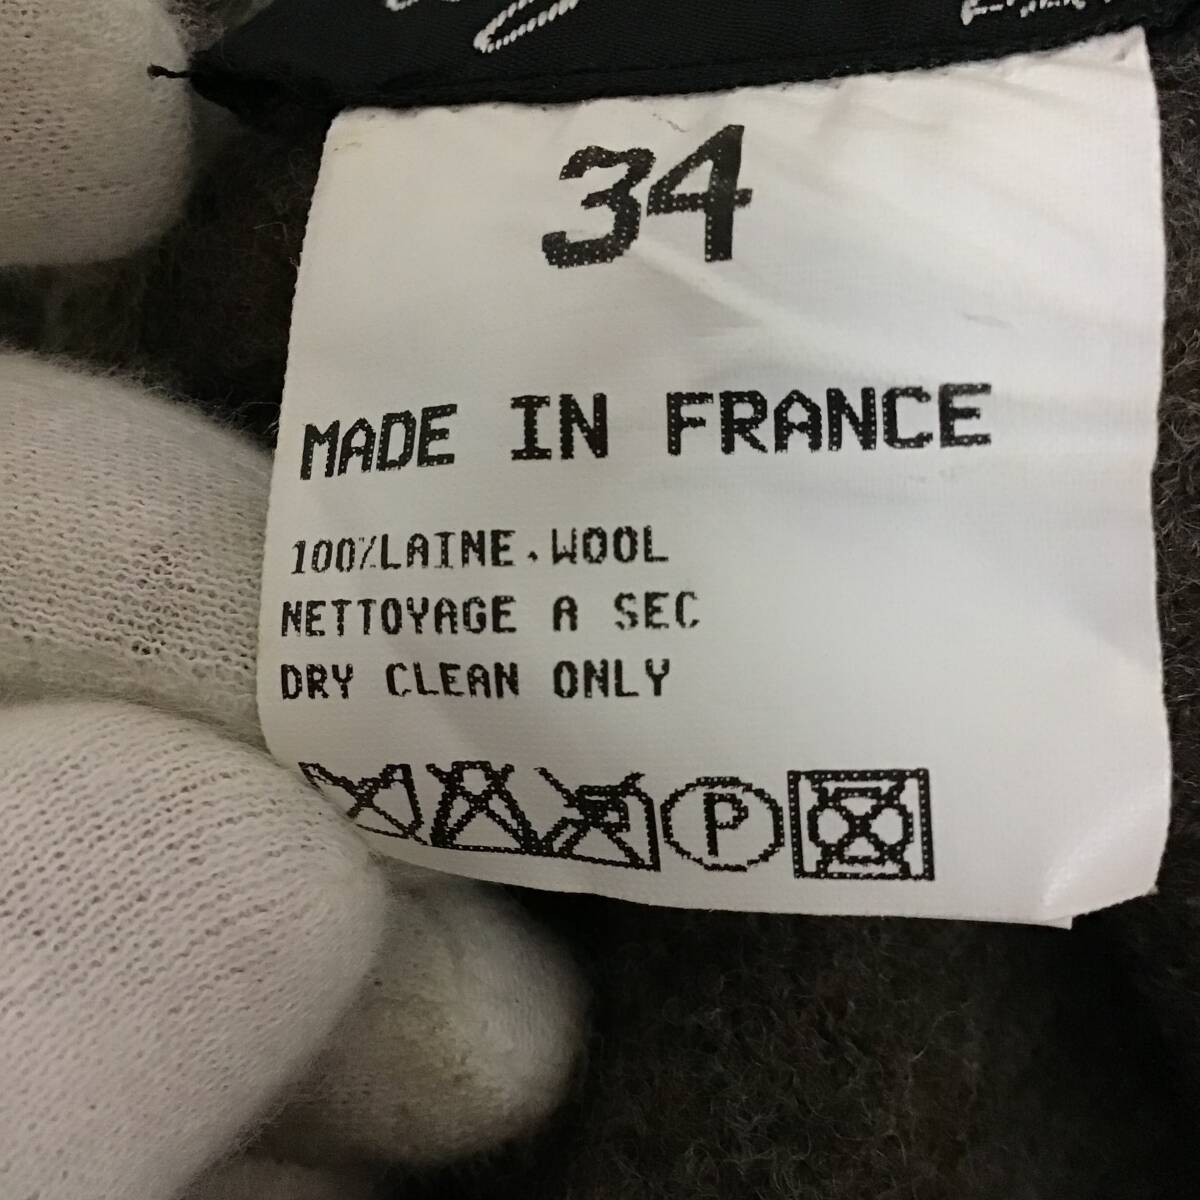 34
MADE IN FRANCE
100%LAINE.WOOL
NETTOYAGE A SEC
DRY CLEAN ONLY
P